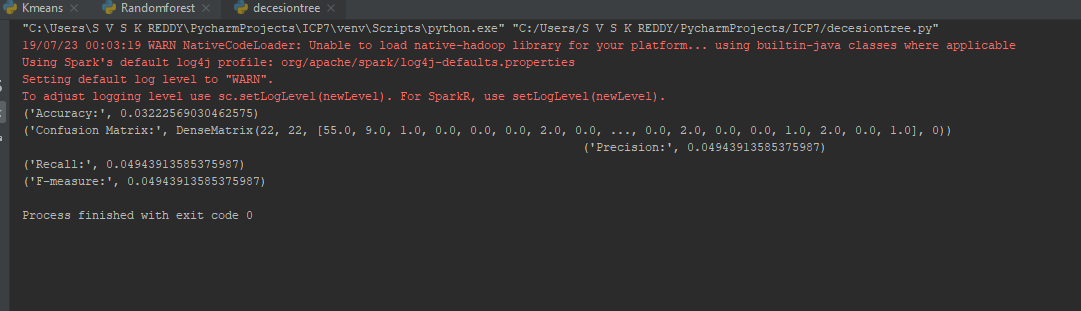 Kmeans Randomforest decesiontree
"C:\Users\S V S K REDDY\PycharmProjects\ICP7\venv\Scripts\python.exe" "C:/Users/S V S K REDDY/PycharmProjects/ICP7/decesiontree.py"
19/07/23 00:03:19 WARN NativeCodeLoader: Unable to load native-hadoop library for your platform... using builtin-java classes where applicable
Using Spark's default log4j profile: org/apache/spark/log4j-defaults.properties
Setting default log level to "WARN".
To adjust logging level use sc.setLogLevel(newLevel). For SparkR, use setLogLevel(newLevel).
('Accuracy:', 0.03222569030462575)
('Confusion Matrix:', DenseMatrix(22, 22, [55.0, 9.0, 1.0, 0.0, 0.0, 0.0, 2.0, 0.0, ..., 0.0, 2.0, 0.0, 0.0, 1.0, 2.0, 0.0, 1.0], 0))
('Precision:', 0.04943913585375987)
('Recall:', 0.04943913585375987)
('F-measure:', 0.04943913585375987)
Process finished with exit code 0